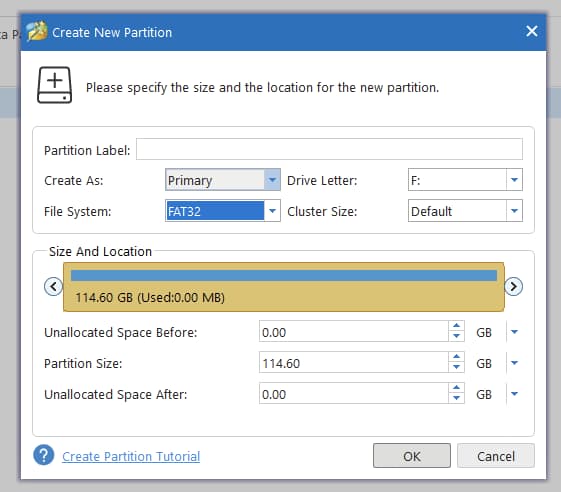 Create New Partition
ta Pa
Please specify the size and the location for the new partition.
Partition Label:
Create As: Primary Drive Letter: F:
File System: FAT32 Cluster Size: Default
Size And Location
114.60 GB (Used:0.00 MB)
Unallocated Space Before: 0.00 GB
Partition Size: 114.60 GB
Unallocated Space After: 0.00 GB
? Create Partition Tutorial OK Cancel